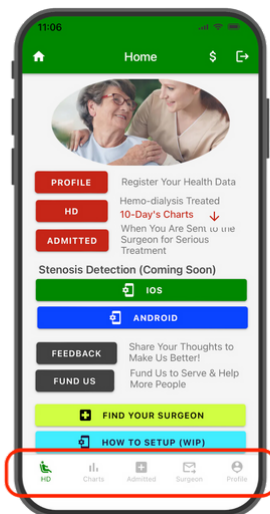 11:06
Home
$
PROFILE
Register Your Health Data
HD
Hemo-dialysis Treated
10-Day's Charts
ADMITTED
When You Are Sent to the
Surgeon for Serious
Treatment
Stenosis Detection (Coming Soon)
IOS
ANDROID
FEEDBACK
Share Your Thoughts to
Make Us Better!
FUND US
Fund Us to Serve & Help
More People
FIND YOUR SURGEON
HOW TO SETUP (WIP)
HD
Charts
Admitted
Surgeon
Profile